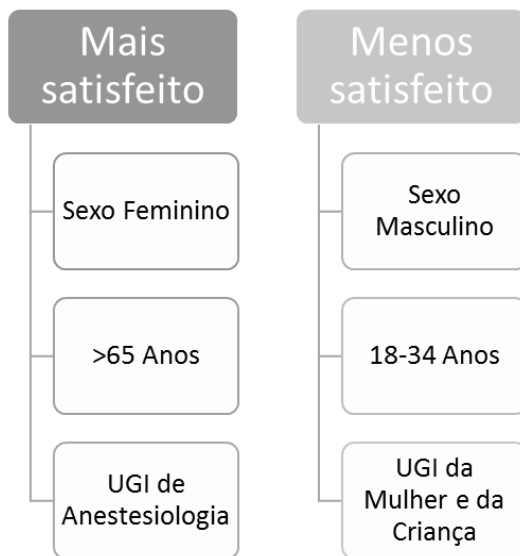 Mais
satisfeito
Sexo Feminino
>65 Anos
UGI de
Anestesiologia
Menos
satisfeito
Sexo
Masculino
18-34 Anos
UGI da
Mulher e da
Criança